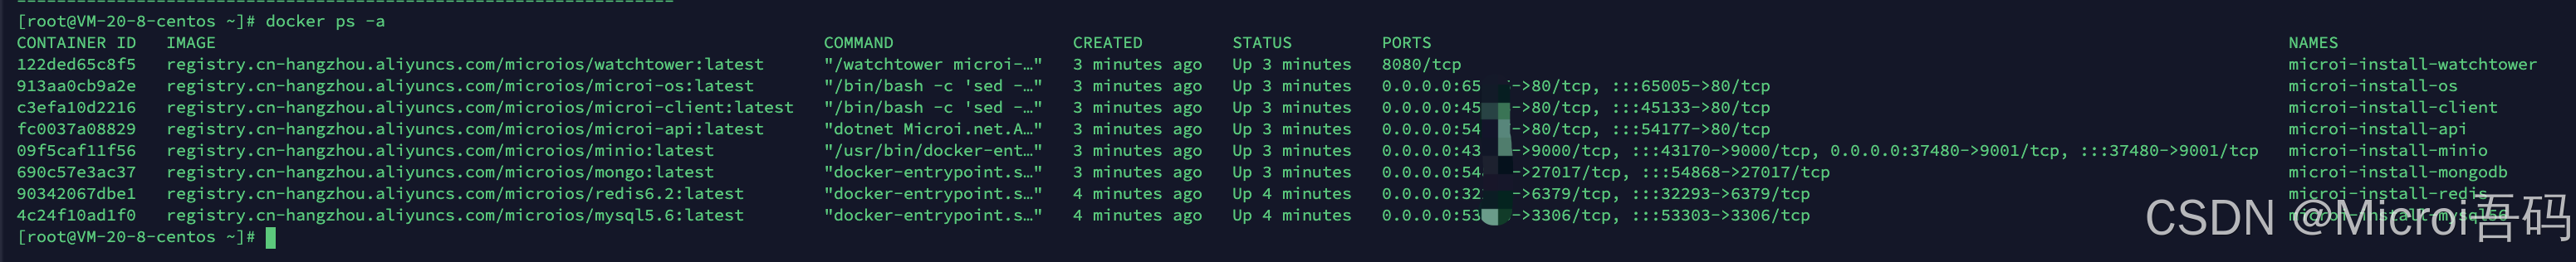 [root@VM-20-8-centos ~]# docker ps -a
CONTAINER ID   IMAGE   COMMAND   CREATED   STATUS   PORTS   NAMES
122ded65c8f5   registry.cn-hangzhou.aliyuncs.com/microios/watchtower:latest   "/watchtower microi-…"   3 minutes ago   Up 3 minutes   8080/tcp   microi-install-watchtower
913aa0cb9a2e   registry.cn-hangzhou.aliyuncs.com/microios/microi-os:latest   "/bin/bash -c 'sed -…"   3 minutes ago   Up 3 minutes   0.0.0.0:65 ->80/tcp, :::65005->80/tcp   microi-install-os
c3efa10d2216   registry.cn-hangzhou.aliyuncs.com/microios/microi-client:latest   "/bin/bash -c 'sed -…"   3 minutes ago   Up 3 minutes   0.0.0.0:45 ->80/tcp, :::45133->80/tcp   microi-install-client
fc0037a08829   registry.cn-hangzhou.aliyuncs.com/microios/microi-api:latest   "dotnet Microi.net.A…"   3 minutes ago   Up 3 minutes   0.0.0.0:54 ->80/tcp, :::54177->80/tcp   microi-install-api
09f5caf11f56   registry.cn-hangzhou.aliyuncs.com/microios/minio:latest   "/usr/bin/docker-ent…"   3 minutes ago   Up 3 minutes   0.0.0.0:43 ->9000/tcp, :::43170->9000/tcp, 0.0.0.0:37480->9001/tcp, :::37480->9001/tcp   microi-install-minio
690c57e3ac37   registry.cn-hangzhou.aliyuncs.com/microios/mongo:latest   "docker-entrypoint.s…"   3 minutes ago   Up 3 minutes   0.0.0.0:54 ->27017/tcp, :::54868->27017/tcp   microi-install-mongodb
90342067dbe1   registry.cn-hangzhou.aliyuncs.com/microios/redis6.2:latest   "docker-entrypoint.s…"   4 minutes ago   Up 4 minutes   0.0.0.0:32 ->6379/tcp, :::32293->6379/tcp   microi-install-redis
4c24f10ad1f0   registry.cn-hangzhou.aliyuncs.com/microios/mysql5.6:latest   "docker-entrypoint.s…"   4 minutes ago   Up 4 minutes   0.0.0.0:53 ->3306/tcp, :::53303->3306/tcp
[root@VM-20-8-centos ~]#
CSDN @Microi吾码